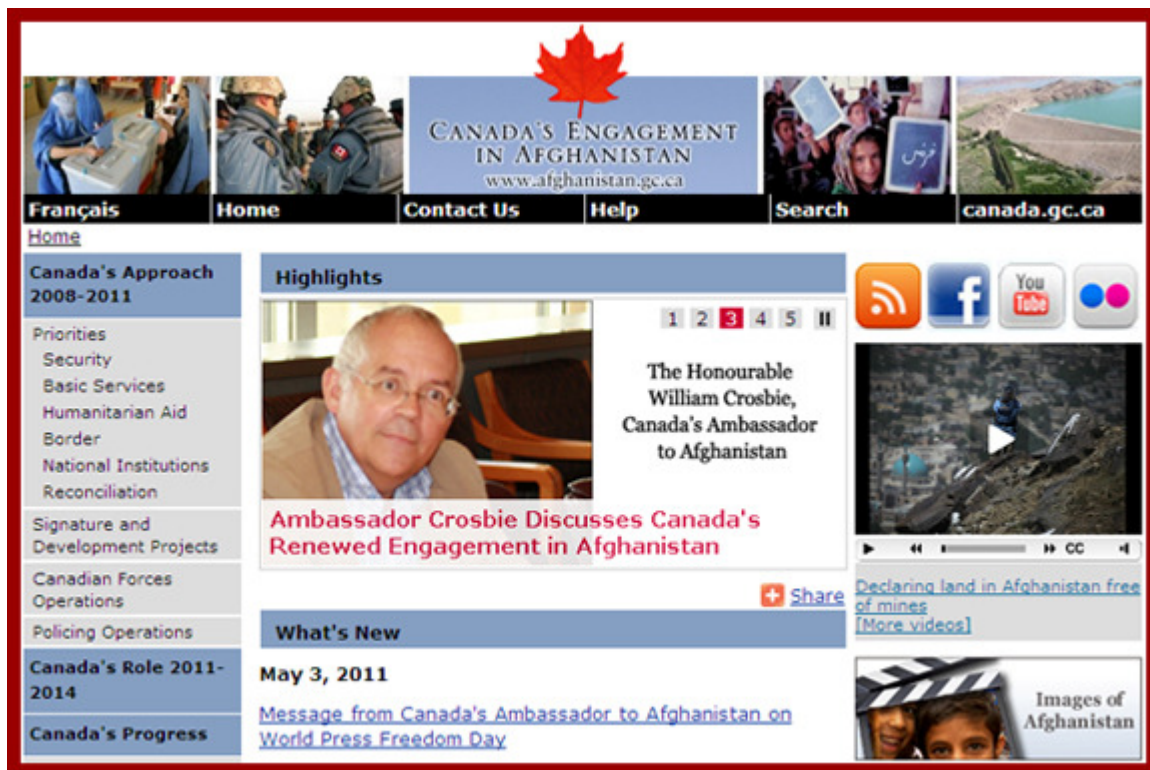 CANADA'S ENGAGEMENT
IN AFGHANISTAN
www.afghanistan.gc.ca
Français
Home
Contact Us
Help
Search
canada.gc.ca
Home
Canada's Approach
2008-2011
Priorities
Security
Basic Services
Humanitarian Aid
Border
National Institutions
Reconciliation
Signature and
Development Projects
Canadian Forces
Operations
Policing Operations
Canada's Role 2011-
2014
Canada's Progress
Highlights
1 2 3 4 5
The Honourable
William Crosbie,
Canada's Ambassador
to Afghanistan
Ambassador Crosbie Discusses Canada's
Renewed Engagement in Afghanistan
Share
What's New
May 3, 2011
Message from Canada's Ambassador to Afghanistan on
World Press Freedom Day
You
Tube
CC
Declaring land in Afghanistan free
of mines
[More videos]
Images of
Afghanistan